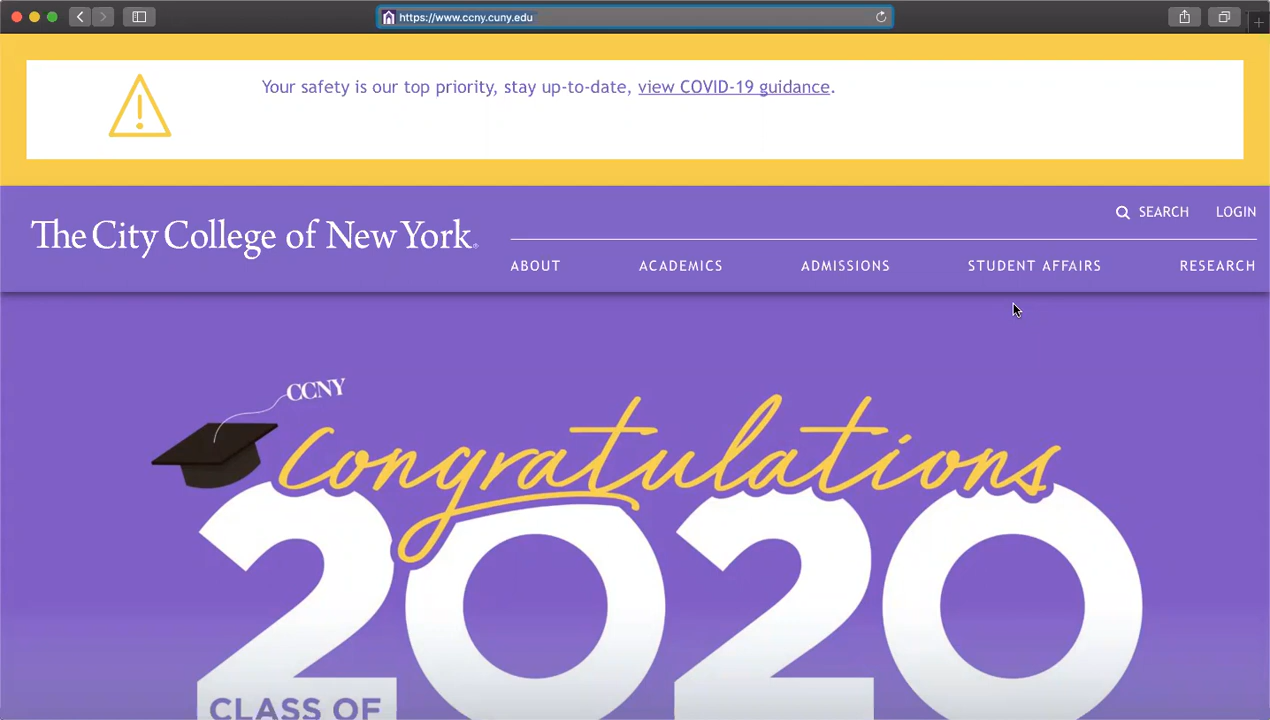 https://www.ccny.cuny.edu
Your safety is our top priority, stay up-to-date, view COVID-19 guidance.
The City College of New York®
SEARCH LOGIN
ABOUT ACADEMICS ADMISSIONS STUDENT AFFAIRS RESEARCH
CCNY
Congratulations
2020
CLASS OF